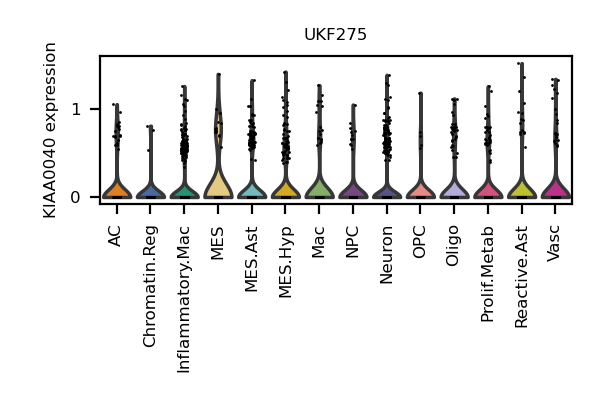 UKF275
KIAA0040 expression
1
0
AC
Chromatin.Reg
Inflammatory.Mac
MES
MES.Ast
MES.Hyp
Mac
NPC
Neuron
OPC
Oligo
Prolif.Metab
Reactive.Ast
Vasc